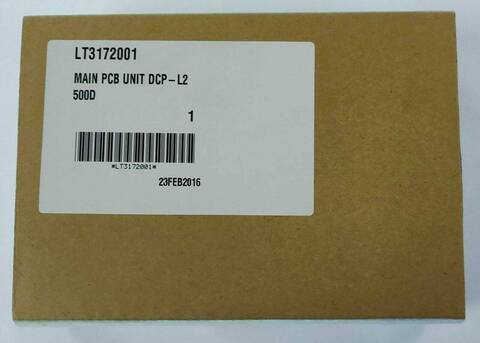 LT3172001
MAIN PCB UNIT DCP-L2
500D
1
*LT3172001*
23FEB2016